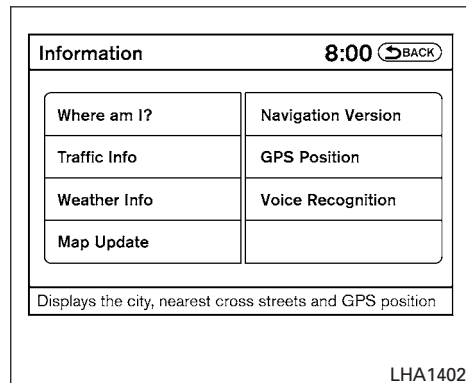 Information 8:00 BACK
Where am I? Navigation Version
Traffic Info GPS Position
Weather Info Voice Recognition
Map Update
Displays the city, nearest cross streets and GPS position
LHA1402